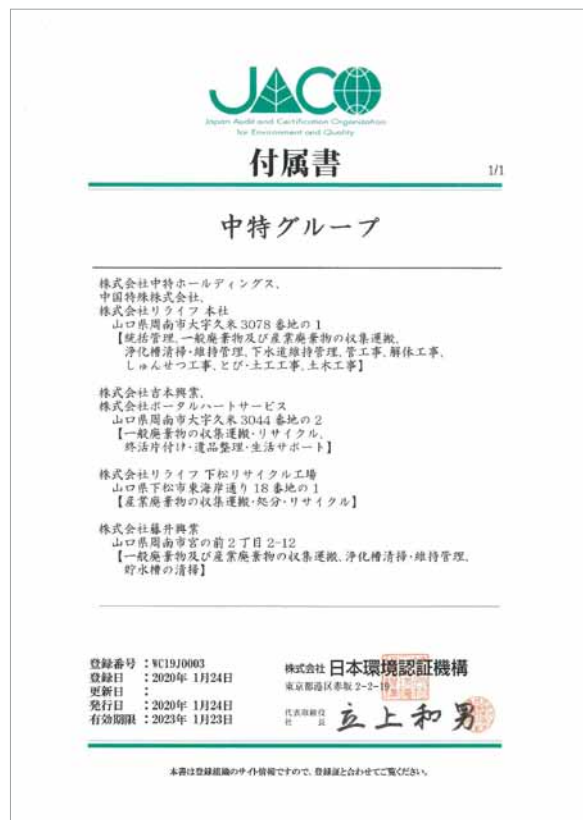 JACO
Japan Audit and Certification Organization
for Environment and Quality
付属書
1/1
中特グループ
株式会社中特ホールディングス、
中国特殊株式会社、
株式会社リライフ 本社
山口県周南市大字久米 3078 番地の 1
【統括管理、一般廃棄物及び産業廃棄物の収集運搬、
浄化槽清掃・維持管理、下水道維持管理、管工事、解体工事、
しゅんせつ工事、とび・土工工事、土木工事】
株式会社吉本興業、
株式会社ポータルハートサービス
山口県周南市大字久米 3044 番地の 2
【一般廃棄物の収集運搬・リサイクル、
終活片付け・遺品整理・生活サポート】
株式会社リライフ 下松リサイクル工場
山口県下松市東海岸通り 18 番地の 1
【産業廃棄物の収集運搬・処分・リサイクル】
株式会社藤井興業
山口県周南市宮の前 2 丁目 2-12
【一般廃棄物及び産業廃棄物の収集運搬、浄化槽清掃・維持管理、
貯水槽の清掃】
登録番号 ：WC19J0003
登録日 ：2020年 1月24日
更新日 ：
発行日 ：2020年 1月24日
有効期限 ：2023年 1月23日
株式会社 日本環境認証機構
東京都港区赤坂 2-2-19
代表取締役
社 長
立上和男
本書は登録組織のサイト情報ですので、登録証と合わせてご覧ください。